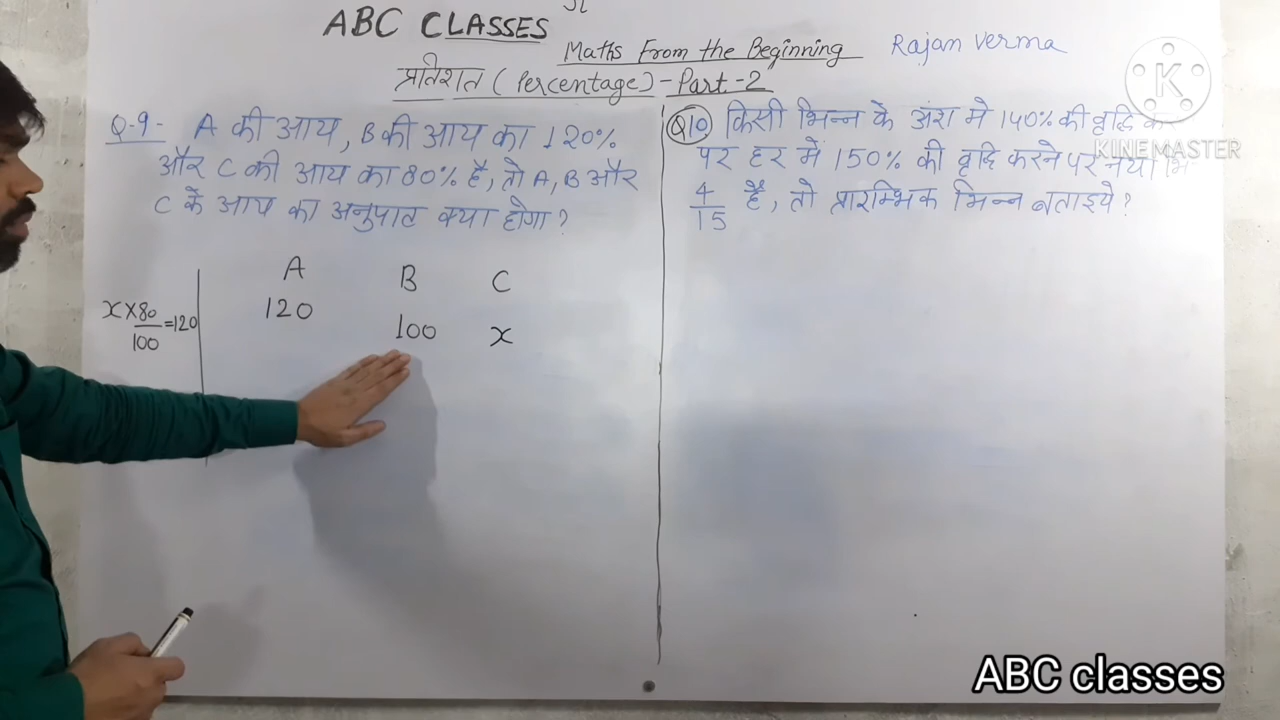 ABC CLASSES
Maths From the Beginning
Rajan Verma
प्रतिशत (Percentage) - Part-2
Q-9- A की आय, B की आय का 120%
और C की आय का 80% है, तो A, B और
C के आय का अनुपात क्या होगा?
A B C
120 100 x
x×80/100=120
Q10 किसी भिन्न के अंश मे 140% की वृद्धि
पर हर में 150% की वृद्धि करने पर नया
4/15 है, तो प्रारम्भिक भिन्न बताइये?
K
KINEMASTER
ABC classes